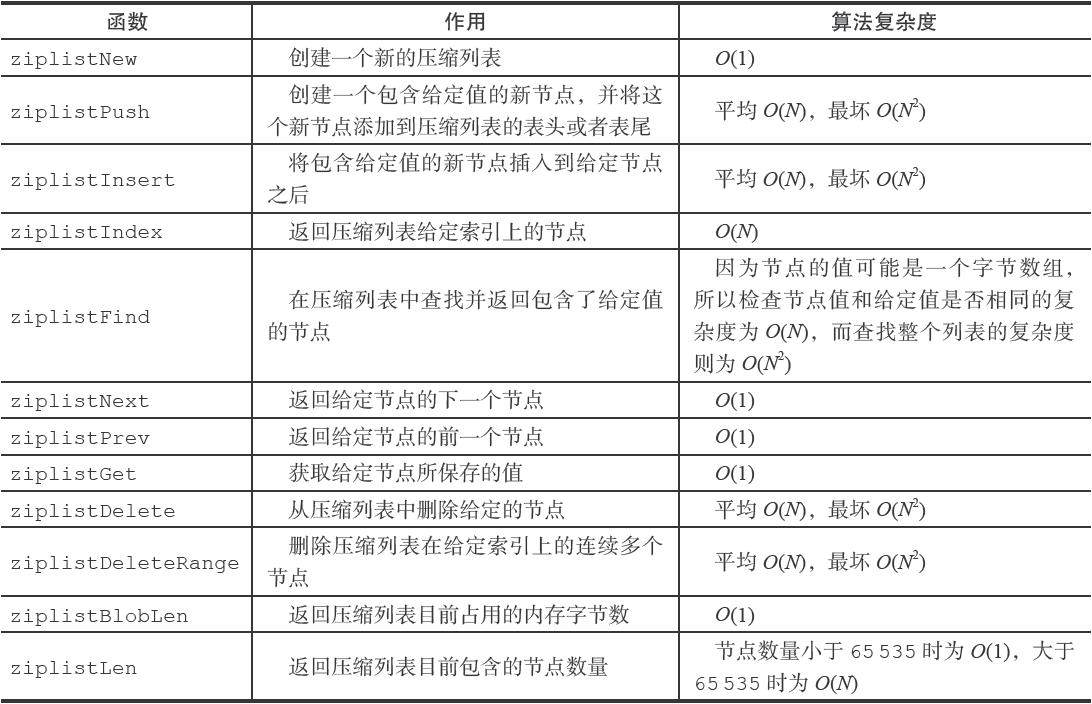 函数 作用 算法复杂度
ziplistNew 创建一个新的压缩列表 O(1)
ziplistPush 创建一个包含给定值的新节点，并将这
个新节点添加到压缩列表的表头或者表尾
平均 O(N)，最坏 O(N²)
ziplistInsert 将包含给定值的新节点插入到给定节点
之后
平均 O(N)，最坏 O(N²)
ziplistIndex 返回压缩列表给定索引上的节点 O(N)
ziplistFind 在压缩列表中查找并返回包含了给定值
的节点
因为节点的值可能是一个字节数组，
所以检查节点值和给定值是否相同的复
杂度为 O(N)，而查找整个列表的复杂度
则为 O(N²)
ziplistNext 返回给定节点的下一个节点 O(1)
ziplistPrev 返回给定节点的前一个节点 O(1)
ziplistGet 获取给定节点所保存的值 O(1)
ziplistDelete 从压缩列表中删除给定的节点 平均 O(N)，最坏 O(N²)
ziplistDeleteRange 删除压缩列表在给定索引上的连续多个
节点
平均 O(N)，最坏 O(N²)
ziplistBlobLen 返回压缩列表目前占用的内存字节数 O(1)
ziplistLen 返回压缩列表目前包含的节点数量 节点数量小于 65 535 时为 O(1)，大于
65 535 时为 O(N)